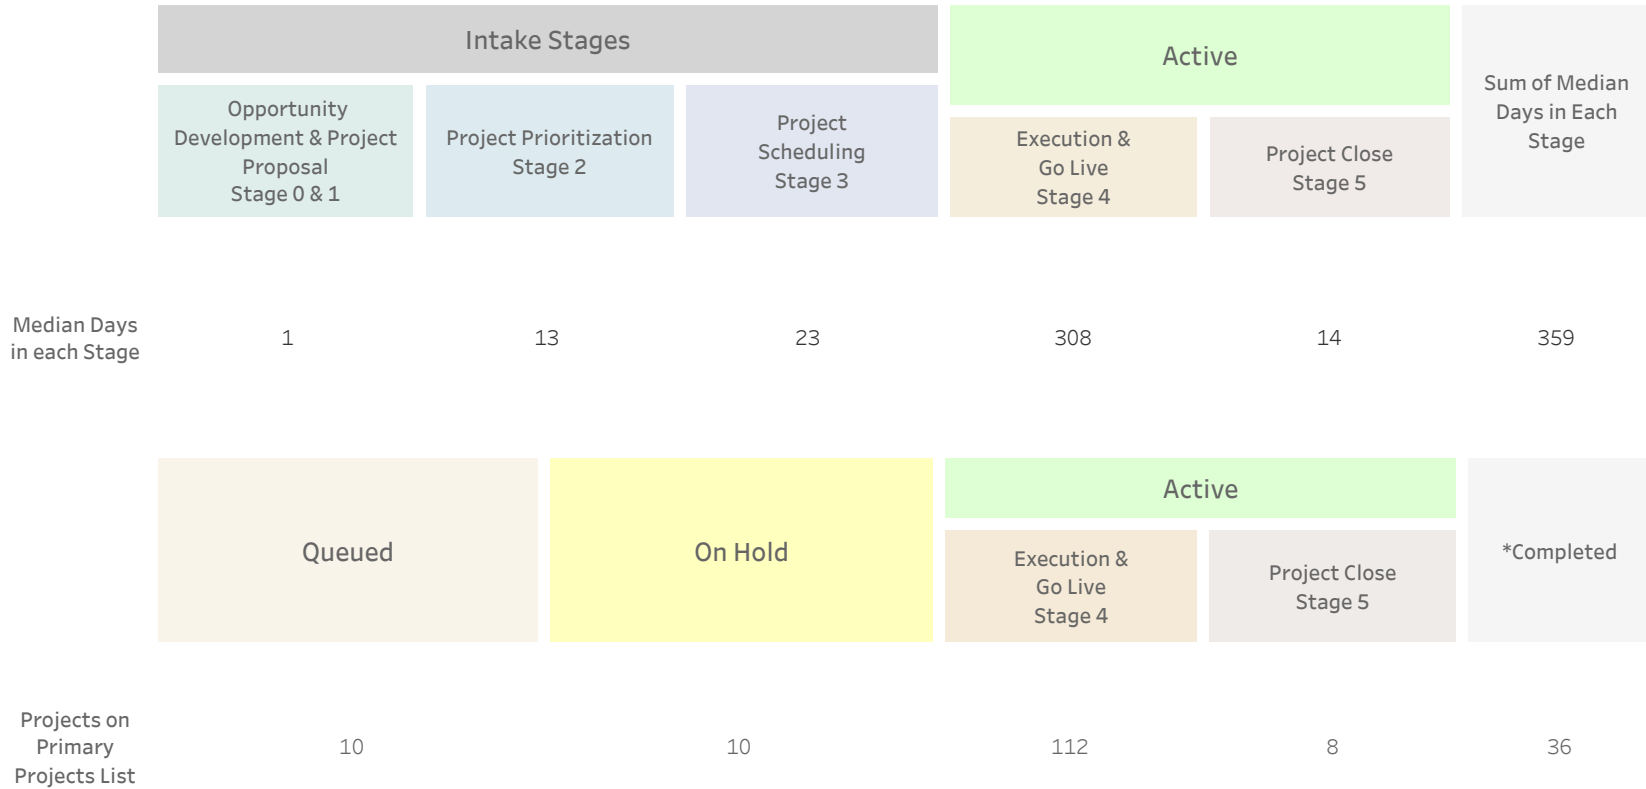 Intake Stages
Active
Sum of Median
Days in Each
Stage
Opportunity
Development & Project
Proposal
Stage 0 & 1
Project Prioritization
Stage 2
Project
Scheduling
Stage 3
Execution &
Go Live
Stage 4
Project Close
Stage 5
Median Days
in each Stage
1
13
23
308
14
359
Queued
On Hold
Active
Execution &
Go Live
Stage 4
Project Close
Stage 5
*Completed
Projects on
Primary
Projects List
10
10
112
8
36